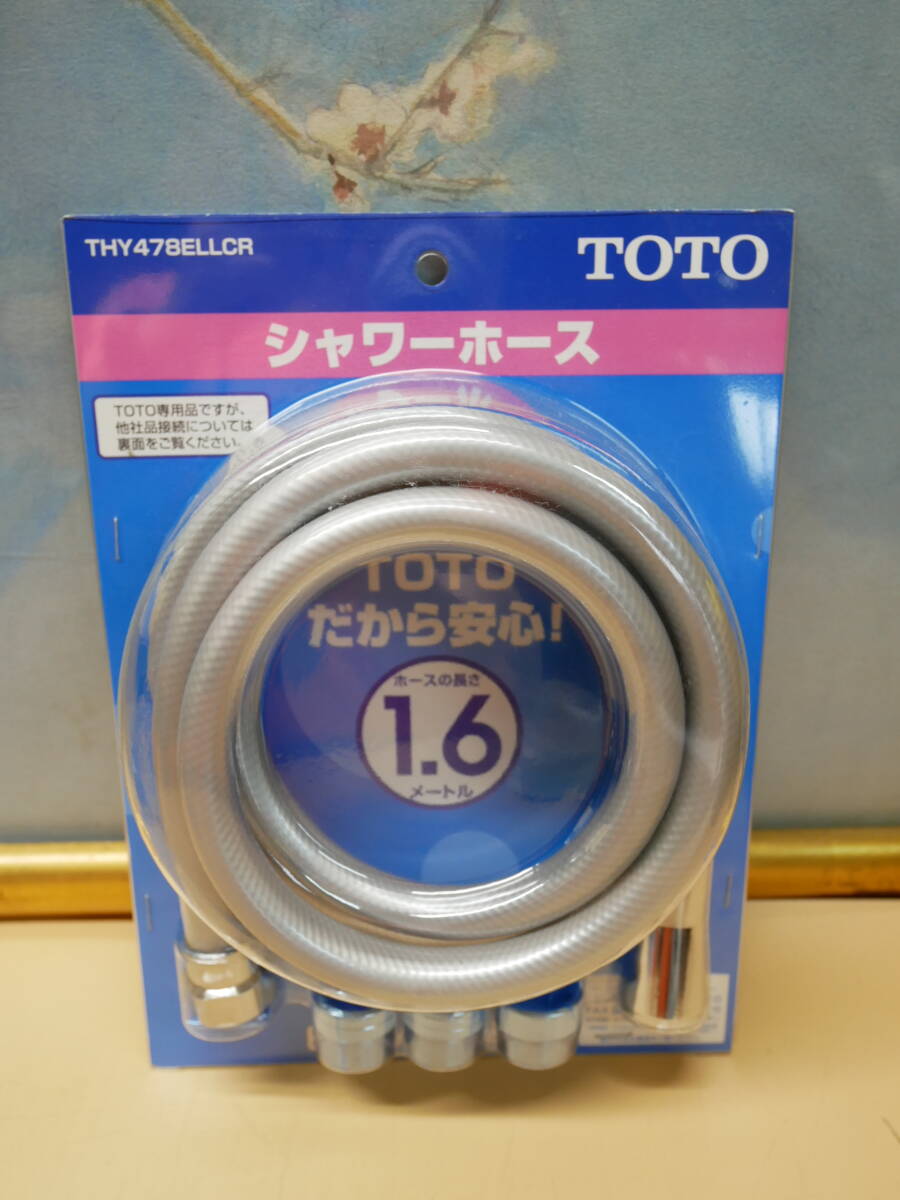 THY478ELLCR
TOTO
シャワーホース
TOTO専用品ですが、
他社品接続については
裏面をご覧ください。
TOTO
だから安心!
ホースの長さ
1.6
メートル